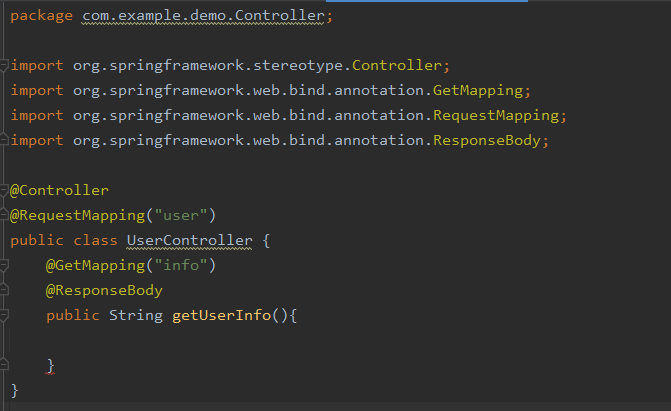 package com.example.demo.Controller;
import org.springframework.stereotype.Controller;
import org.springframework.web.bind.annotation.GetMapping;
import org.springframework.web.bind.annotation.RequestMapping;
import org.springframework.web.bind.annotation.ResponseBody;
@Controller
@RequestMapping("user")
public class UserController {
    @GetMapping("info")
    @ResponseBody
    public String getUserInfo(){
    }
}